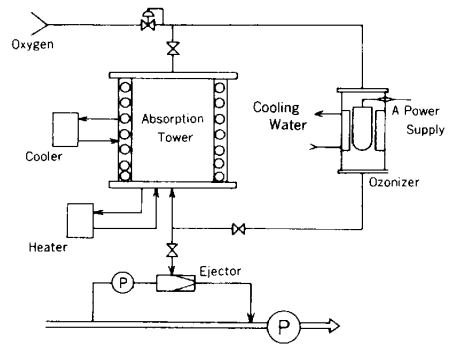 Oxygen
Absorption
Tower
Cooling
Water
A Power
Supply
Cooler
Ozonizer
Heater
Ejector
P
P